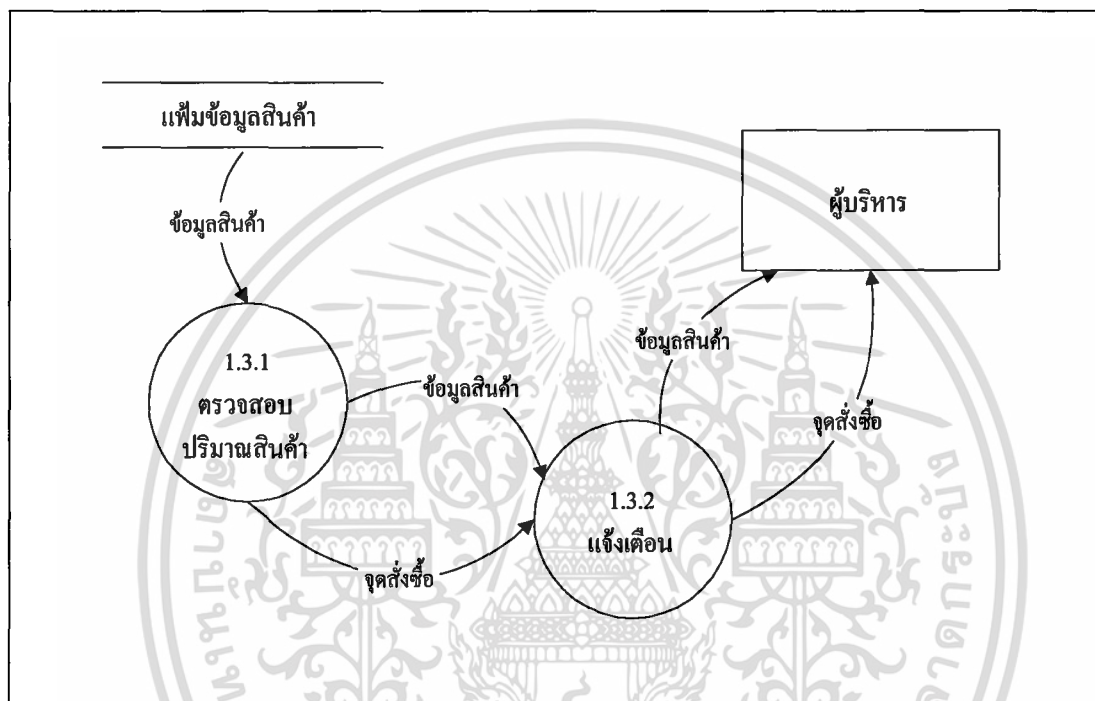 แฟ้มข้อมูลสินค้า
ผู้บริหาร
ข้อมูลสินค้า
ข้อมูลสินค้า
1.3.1
ตรวจสอบ
ปริมาณสินค้า
ข้อมูลสินค้า
จุดสั่งซื้อ
1.3.2
แจ้งเตือน
จุดสั่งซื้อ